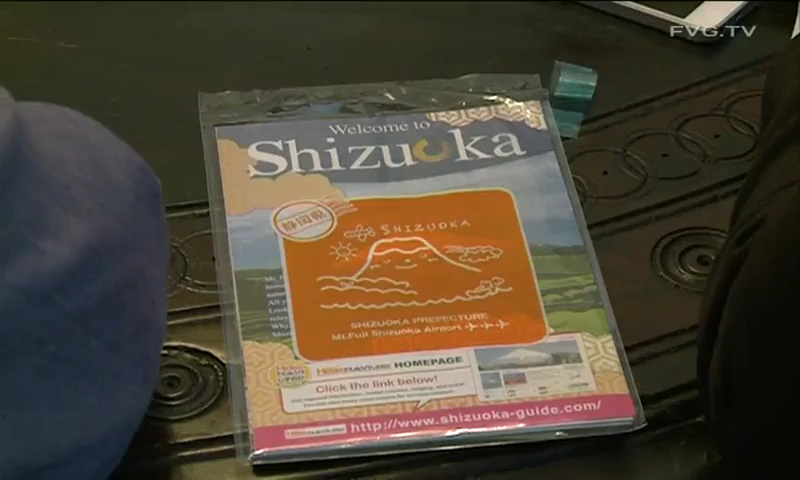 FVG.TV
Welcome to
Shizuoka
静岡県
SHIZUOKA
SHIZUOKA PREFECTURE
Mt.Fuji Shizuoka Airport
HOMEPAGE
Click the link below!
http://www.shizuoka-guide.com/